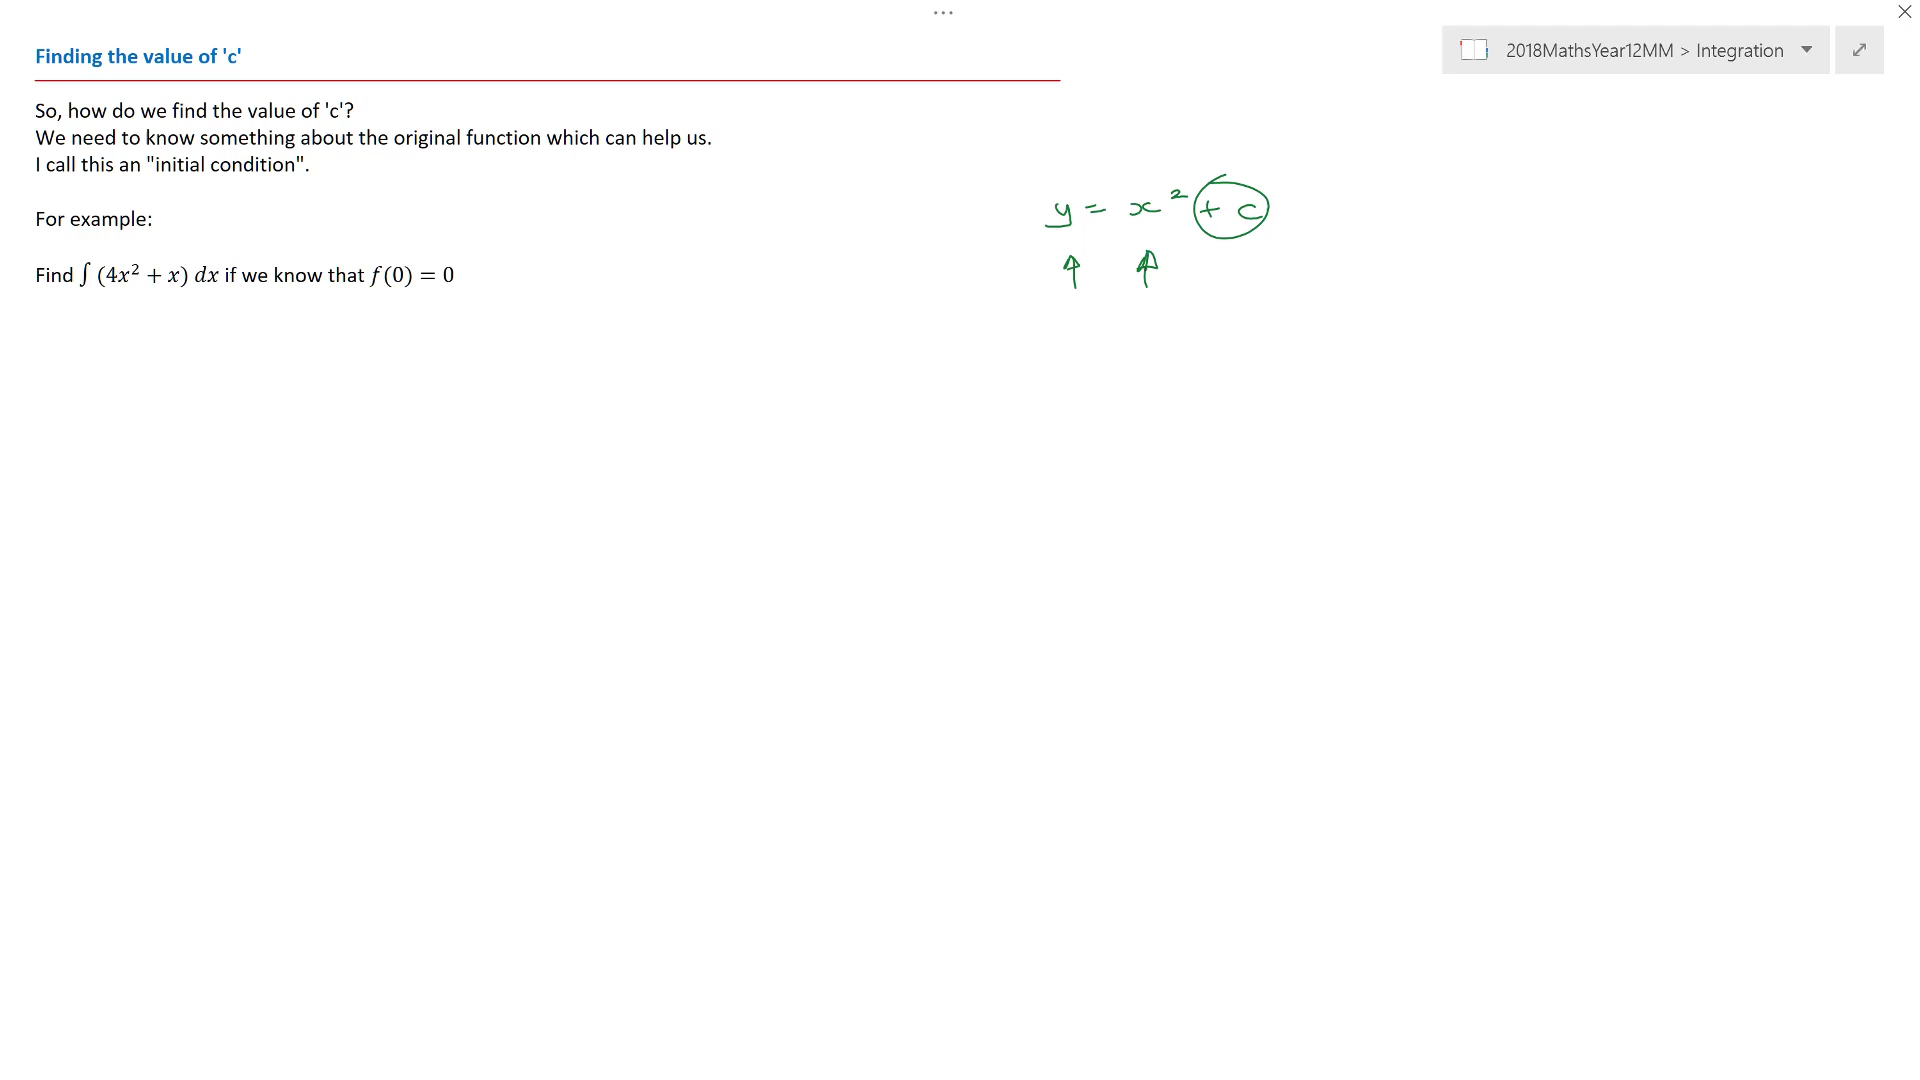 2018MathsYear12MM > Integration
Finding the value of 'c'
So, how do we find the value of 'c'?
We need to know something about the original function which can help us.
I call this an "initial condition".
y = x² + c
For example:
Find ∫ (4x² + x) dx if we know that f(0) = 0